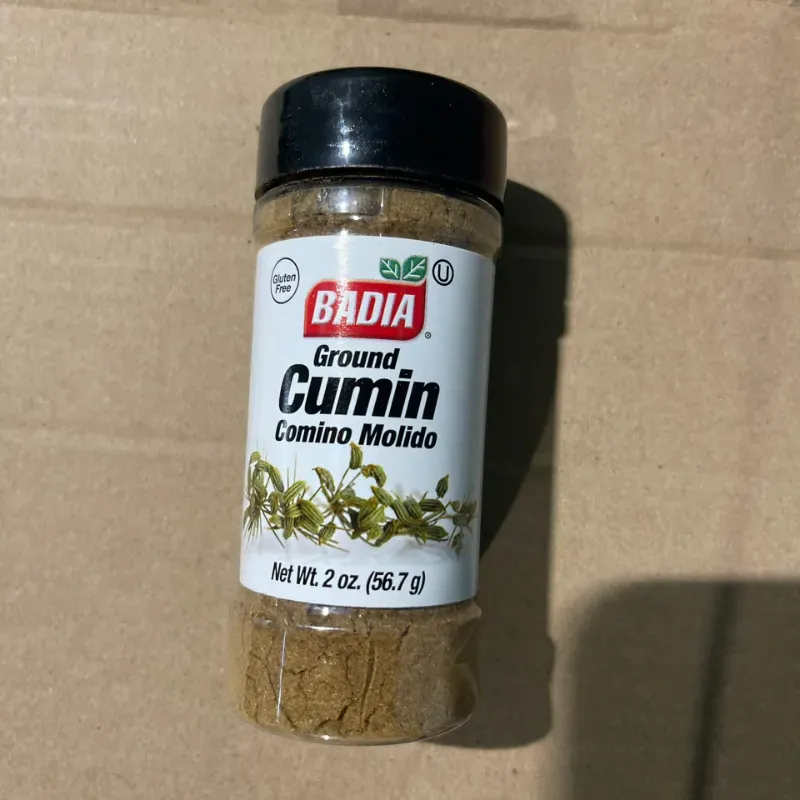 Gluten
Free
BADIA
®
U
Ground
Cumin
Comino Molido
Net Wt. 2 oz. (56.7 g)